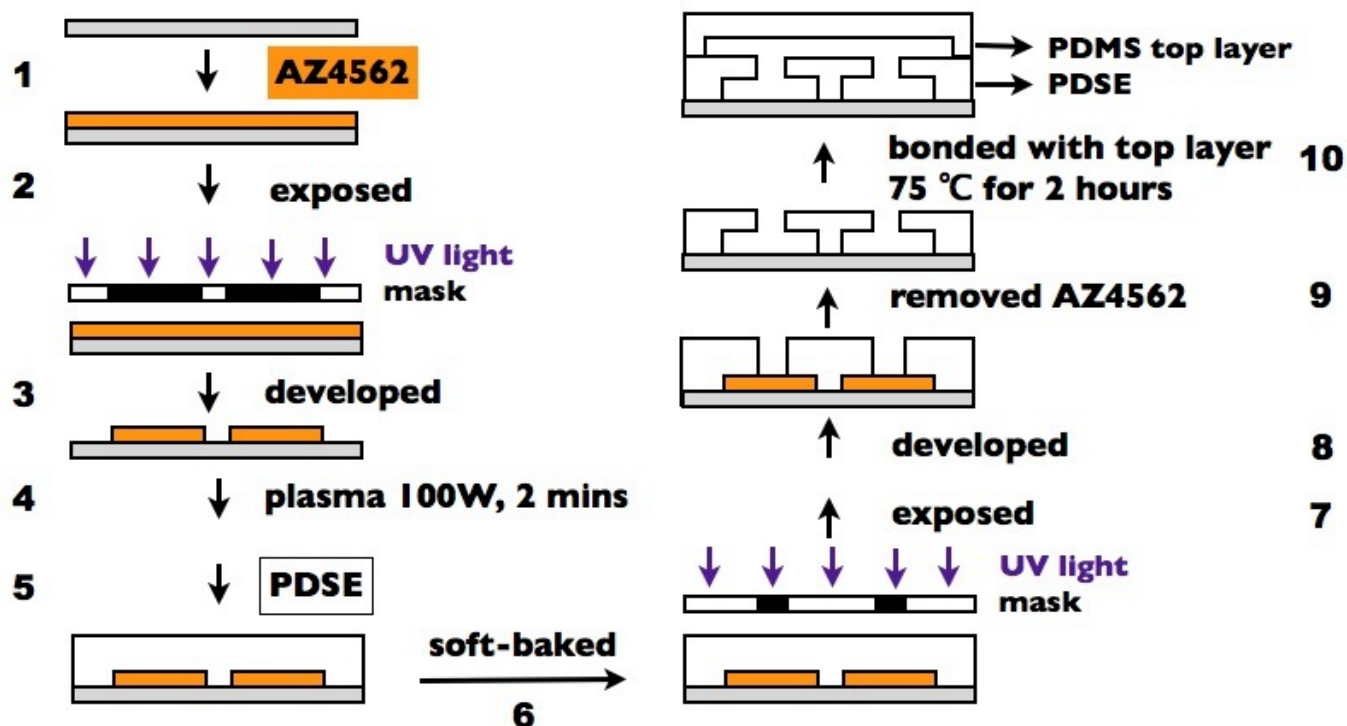 1
AZ4562
2
exposed
UV light
mask
3
developed
4
plasma 100W, 2 mins
5
PDSE
soft-baked
6
PDMS top layer
PDSE
bonded with top layer
75 ℃ for 2 hours
10
removed AZ4562
9
developed
8
exposed
7
UV light
mask